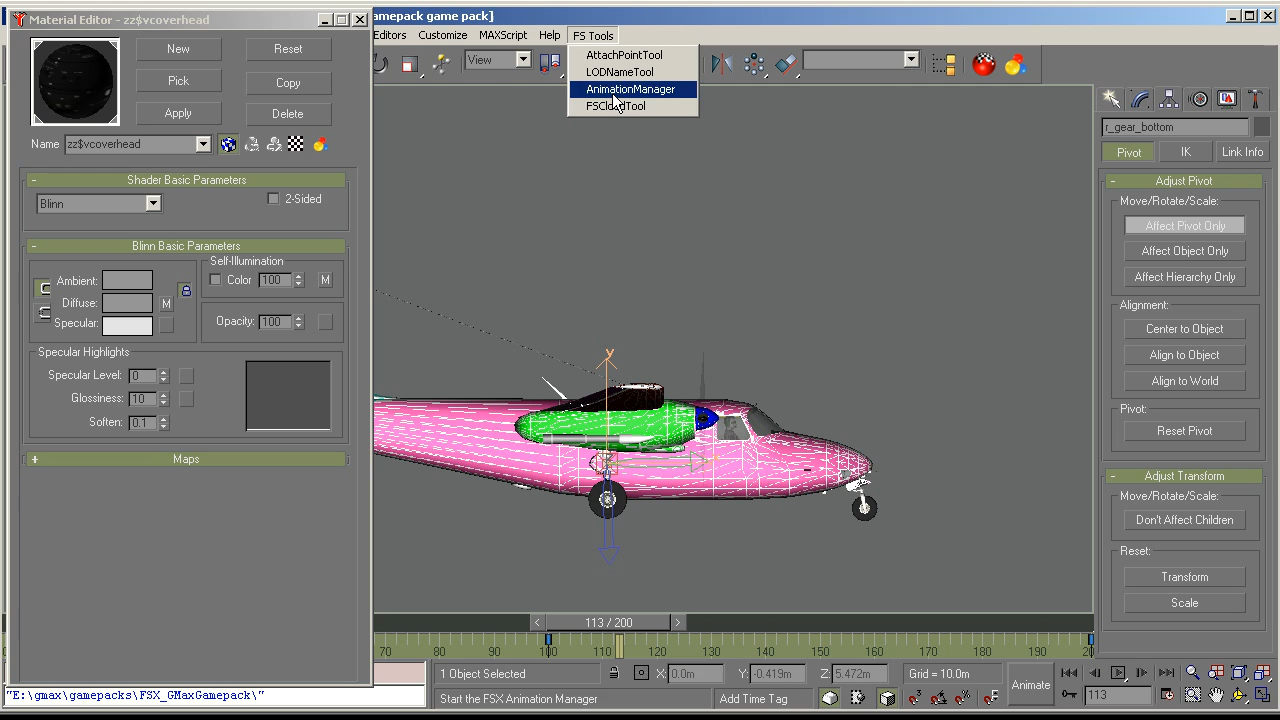 Material Editor - zz$vcoverhead
amepack game pack]
Editors Customize MAXScript Help FS Tools
View
AttachPointTool
LODNameTool
AnimationManager
New
Reset
Pick
Copy
Apply
Delete
Name zz$vcoverhead
Shader Basic Parameters
Blinn
2-Sided
Blinn Basic Parameters
Self-Illumination
Ambient:
Color 100 M
Diffuse: M
Specular:
Opacity: 100
Specular Highlights
Specular Level: 0
Glossiness: 10
Soften: 0.1
Maps
y
r_gear_bottom
Pivot IK Link Info
Adjust Pivot
Move/Rotate/Scale:
Affect Pivot Only
Affect Object Only
Affect Hierarchy Only
Alignment:
Center to Object
Align to Object
Align to World
Pivot:
Reset Pivot
Adjust Transform
Move/Rotate/Scale:
Don't Affect Children
Reset:
Transform
Scale
< 113 / 200 >
70 80 90 100 110 120 130 140 150 160 170 180 190 200
1 Object Selected
X: 0.0m Y: -0.419m Z: 5.472m
Grid = 10.0m
Animate
"E:\gmax\gamepacks\FSX_GMaxGamepack\"
Start the FSX Animation Manager
Add Time Tag
113